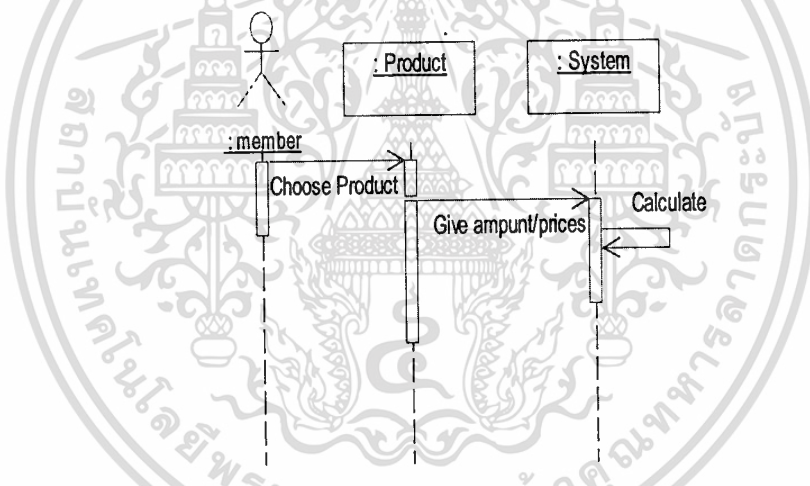 : Product
: System
: member
Choose Product
Calculate
Give ampunt/prices